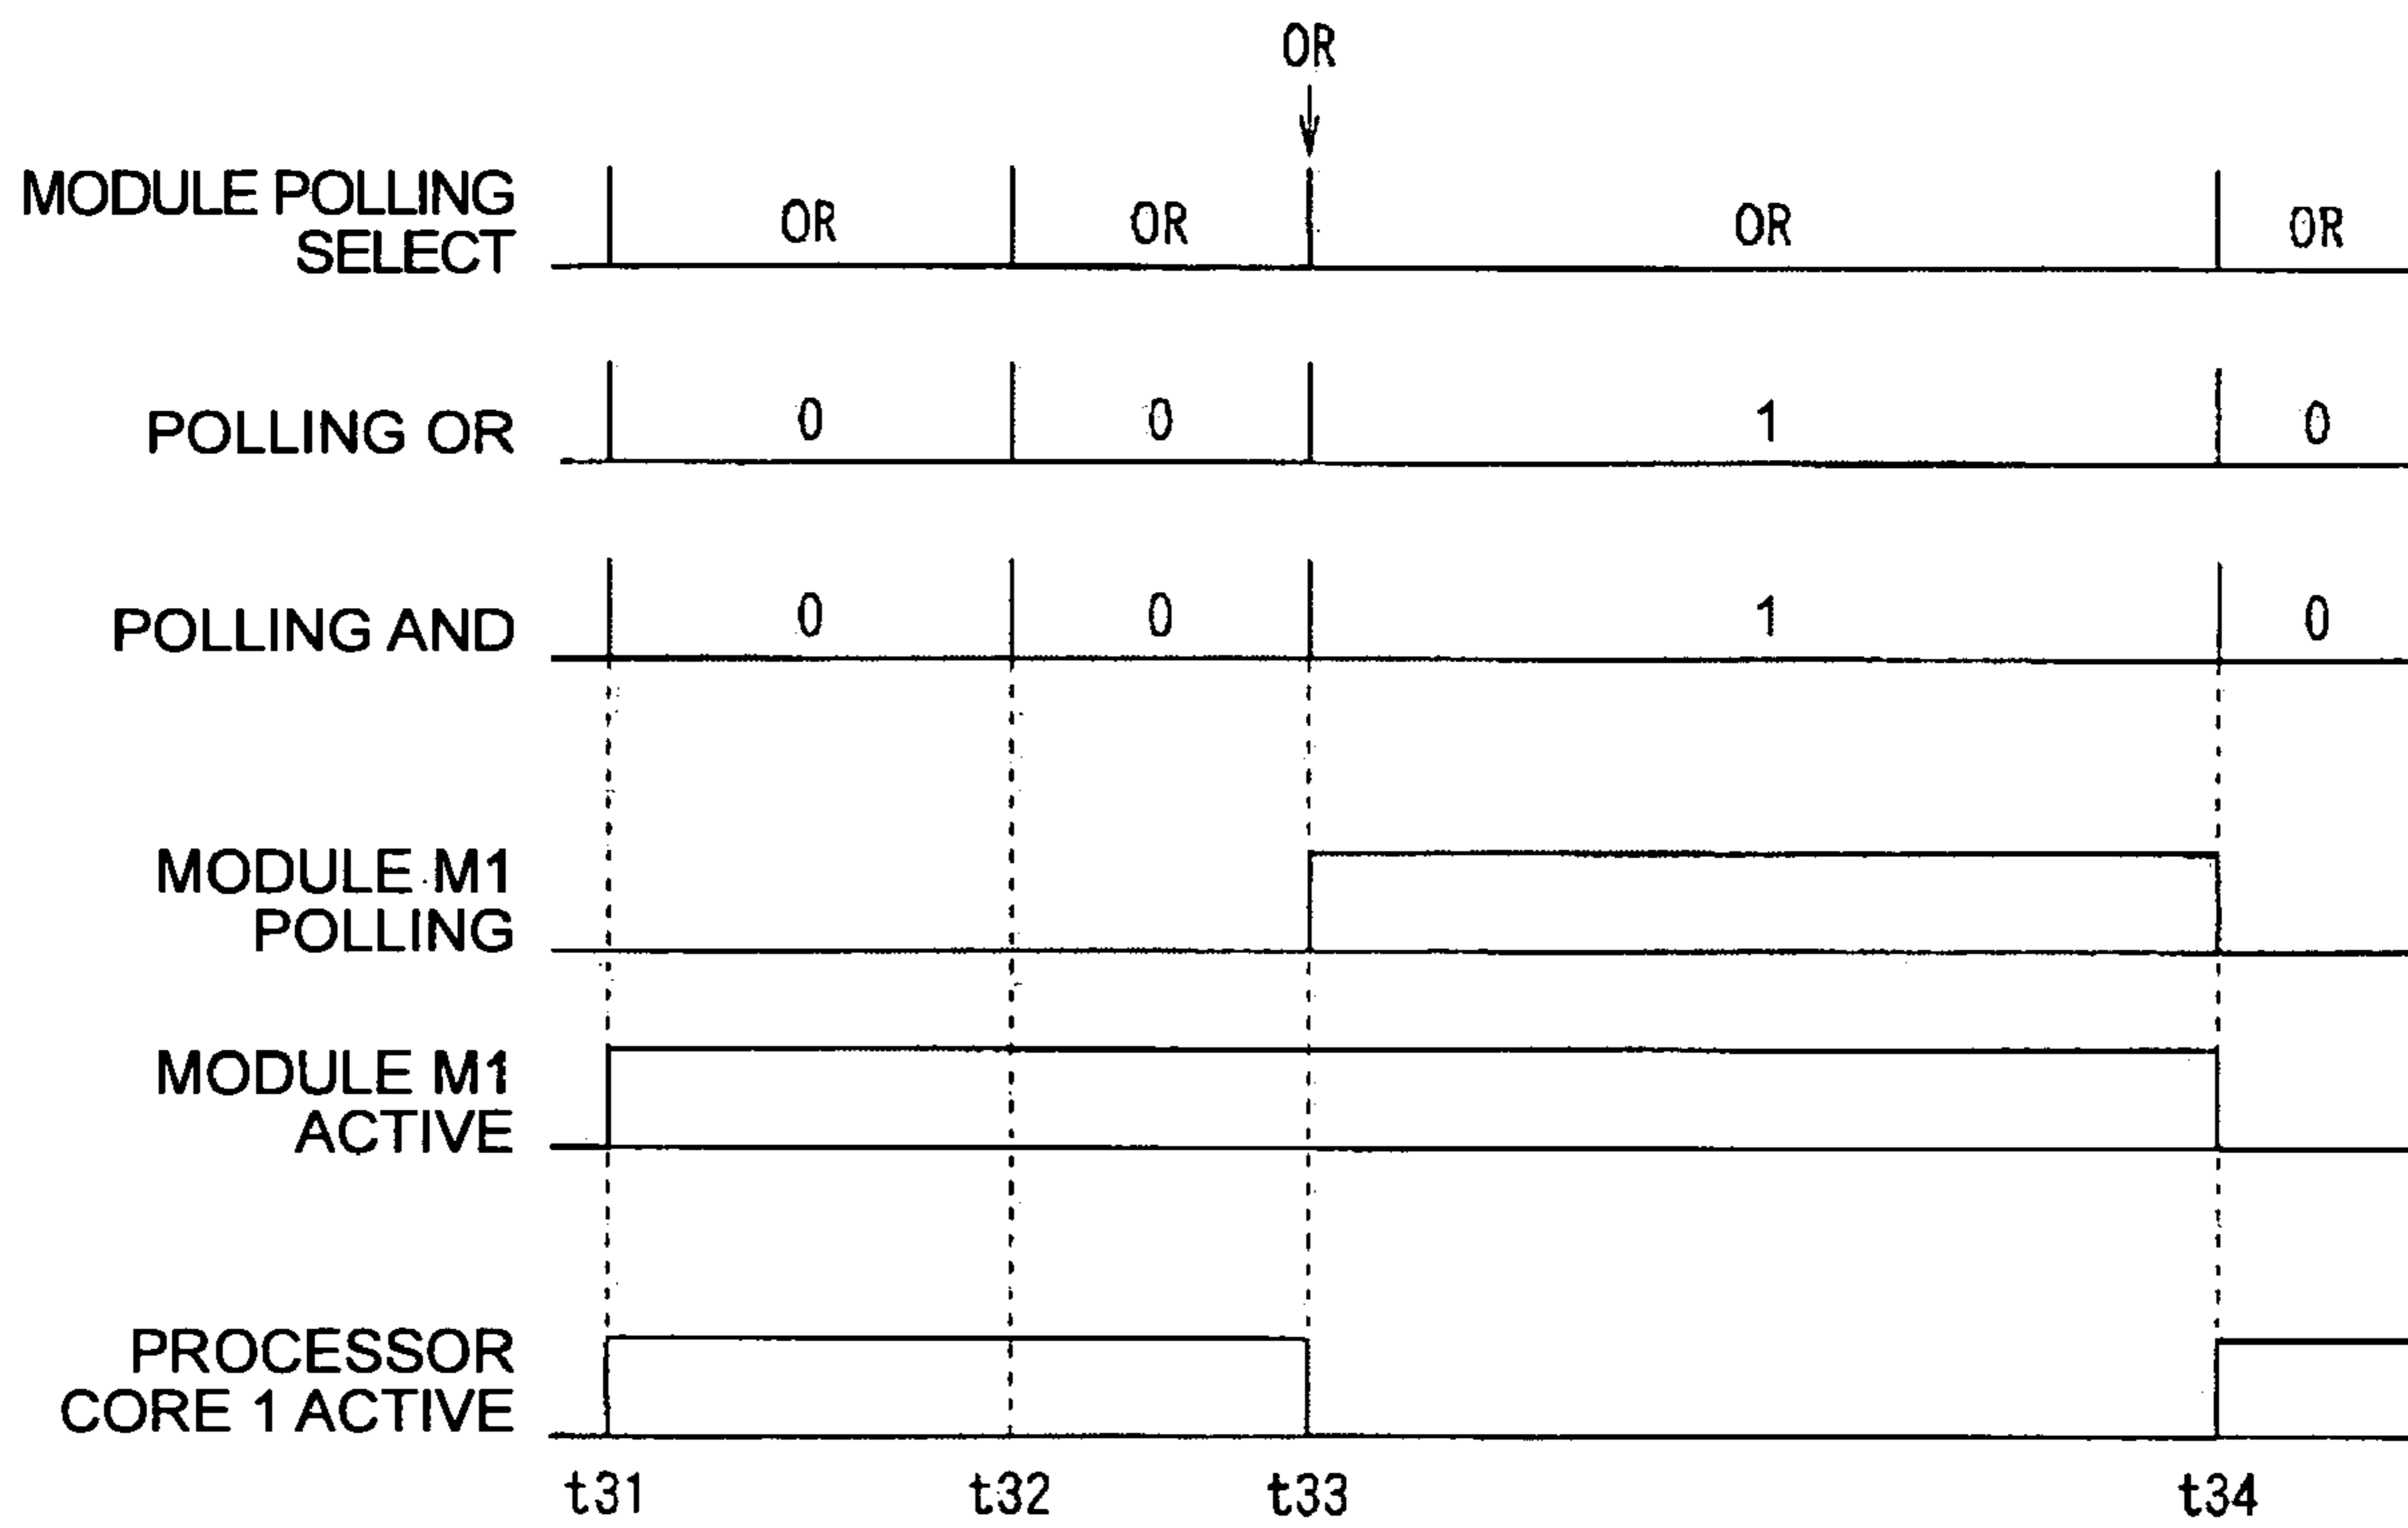 OR
MODULE POLLING
SELECT
OR OR OR OR
POLLING OR
0 0 1 0
POLLING AND
0 0 1 0
MODULE M1
POLLING
MODULE M1
ACTIVE
PROCESSOR
CORE 1 ACTIVE
t31 t32 t33 t34